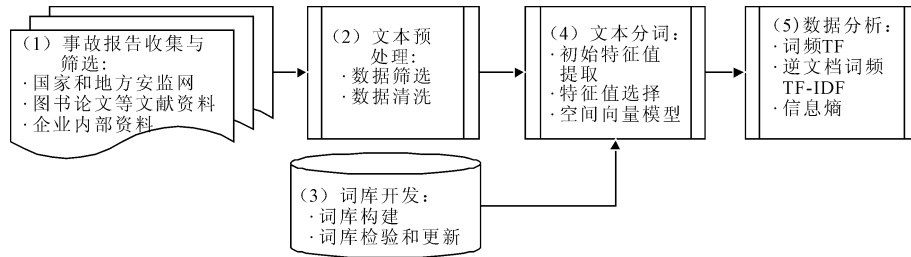 (1) 事故报告收集与
筛选:
·国家和地方安监网
·图书论文等文献资料
·企业内部资料
(2) 文本预
处理:
·数据筛选
·数据清洗
(3) 词库开发:
·词库构建
·词库检验和更新
(4) 文本分词:
·初始特征值
提取
·特征值选择
·空间向量模型
(5)数据分析:
·词频TF
·逆文档词频
TF-IDF
·信息熵